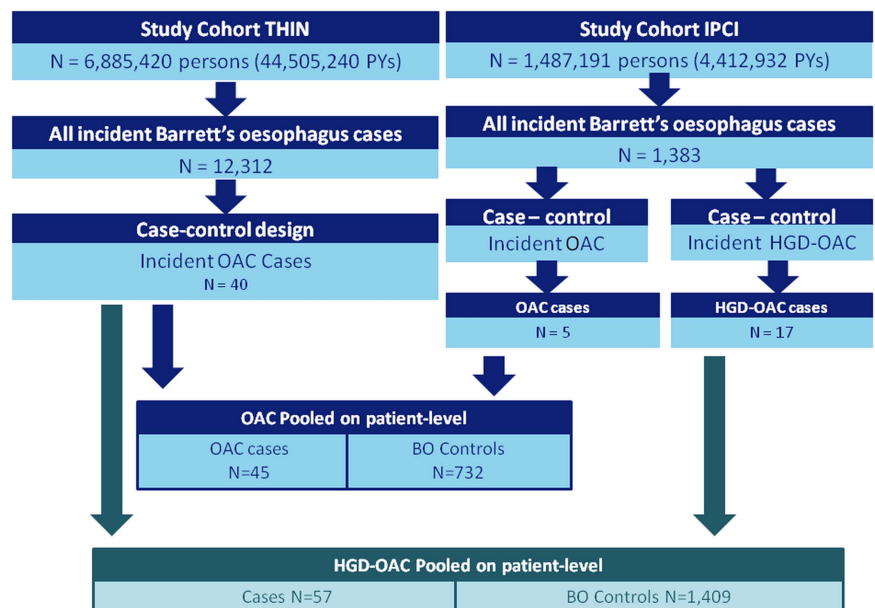 Study Cohort THIN
N = 6,885,420 persons (44,505,240 PYs)
All incident Barrett's oesophagus cases
N = 12,312
Case-control design
Incident OAC Cases
N = 40
Study Cohort IPCI
N = 1,487,191 persons (4,412,932 PYs)
All incident Barrett's oesophagus cases
N = 1,383
Case – control
Incident OAC
OAC cases
N = 5
Case – control
Incident HGD-OAC
HGD-OAC cases
N = 17
OAC Pooled on patient-level
OAC cases
N=45
BO Controls
N=732
HGD-OAC Pooled on patient-level
Cases N=57
BO Controls N=1,409